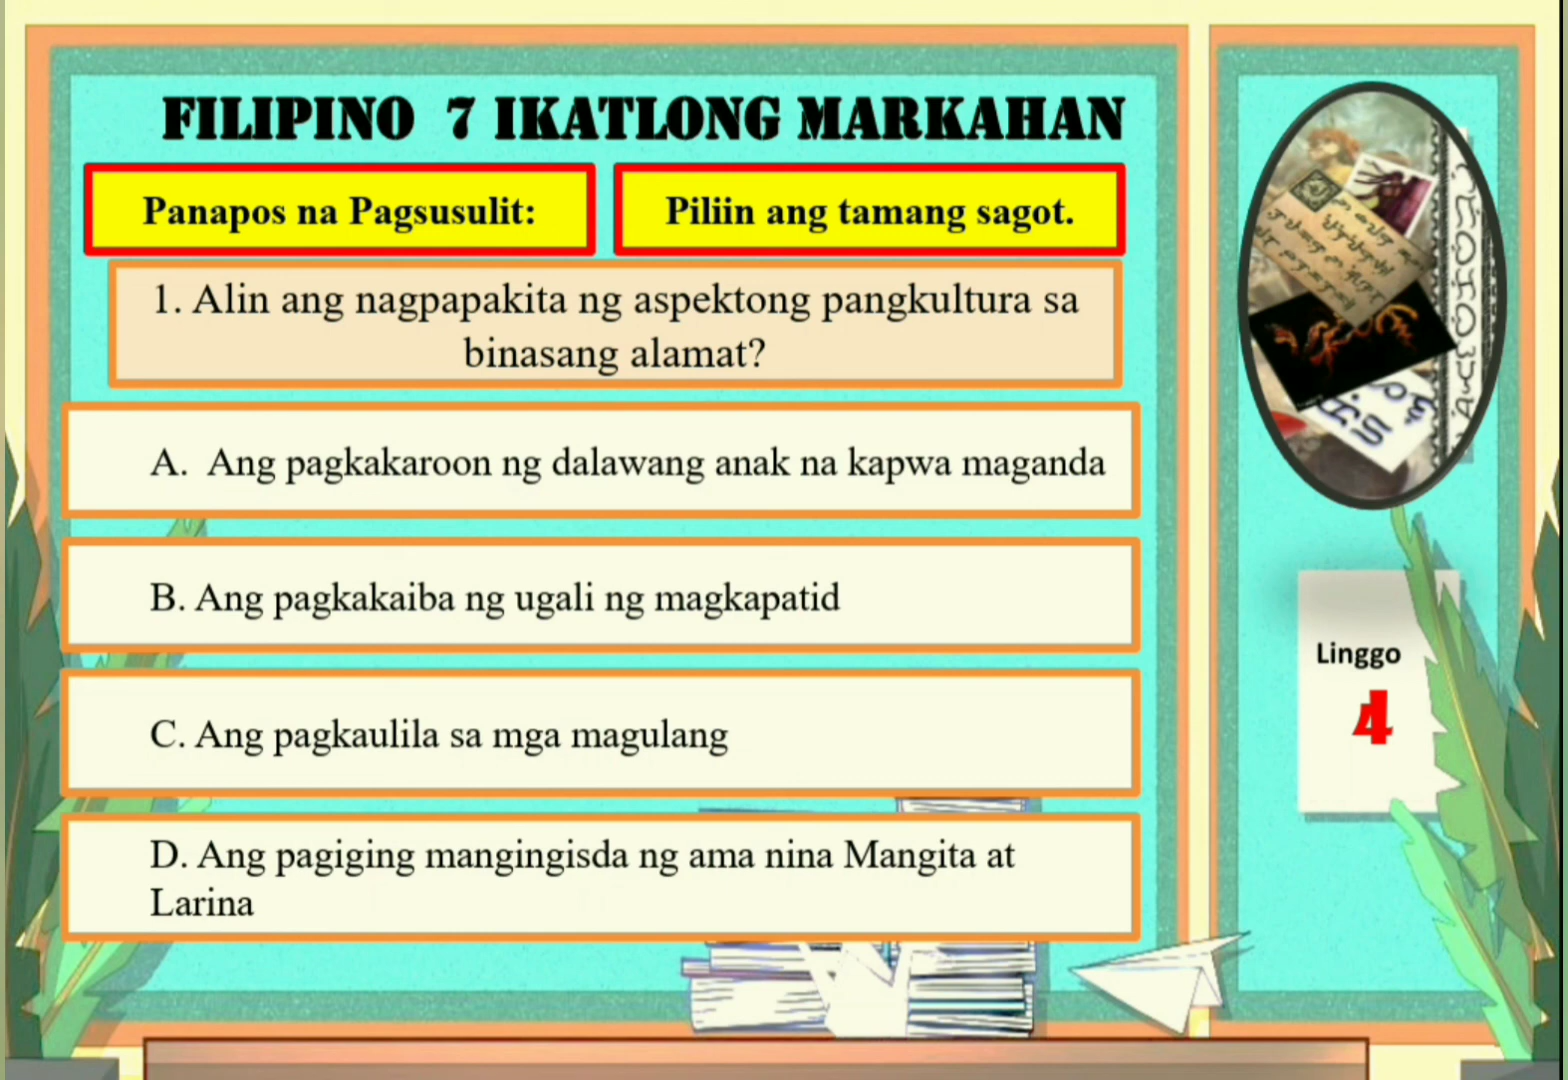 FILIPINO 7 IKATLONG MARKAHAN
Panapos na Pagsusulit:
Piliin ang tamang sagot.
1. Alin ang nagpapakita ng aspektong pangkultura sa
binasang alamat?
A. Ang pagkakaroon ng dalawang anak na kapwa maganda
B. Ang pagkakaiba ng ugali ng magkapatid
C. Ang pagkaulila sa mga magulang
D. Ang pagiging mangingisda ng ama nina Mangita at
Larina
Linggo
4